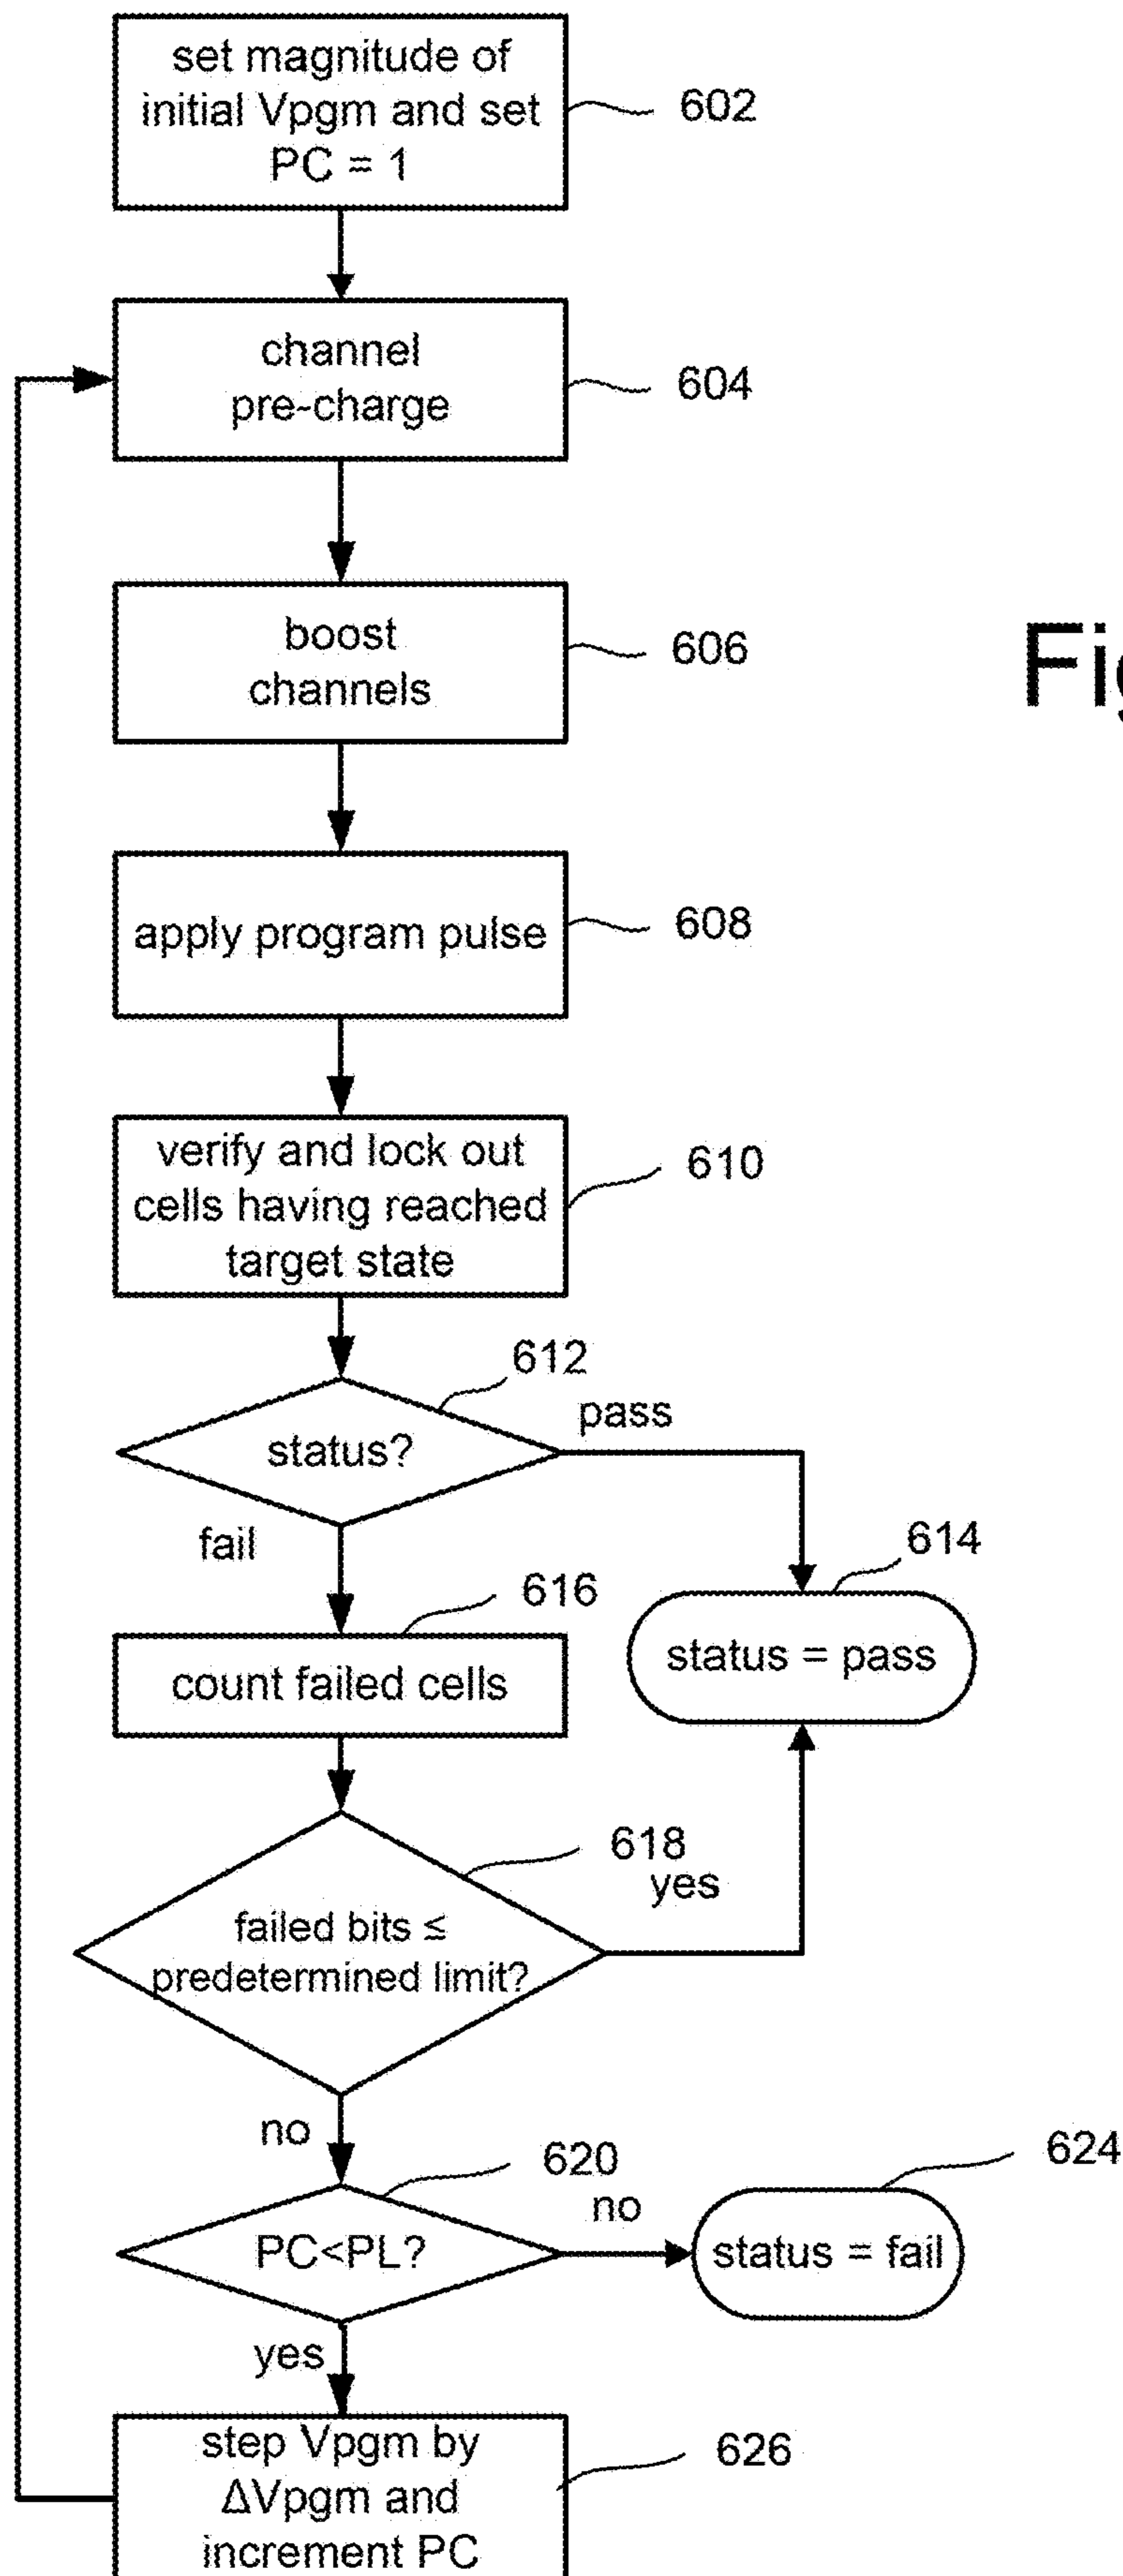 set magnitude of
initial Vpgm and set
PC = 1
602
channel
pre-charge
604
boost
channels
606
Fig
apply program pulse
608
verify and lock out
cells having reached
target state
610
612
status?
pass
fail
614
status = pass
616
count failed cells
618
yes
failed bits ≤
predetermined limit?
no
620
PC<PL?
no
624
status = fail
yes
step Vpgm by
ΔVpgm and
increment PC
626